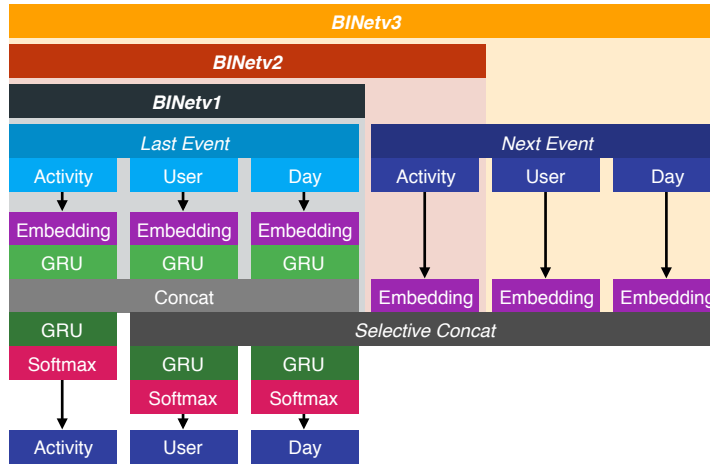 BINetv3
BINetv2
BINetv1
Last Event Next Event
Activity User Day Activity User Day
Embedding Embedding Embedding
GRU GRU GRU
Concat Embedding Embedding Embedding
GRU Selective Concat
Softmax GRU GRU
Softmax Softmax
Activity User Day